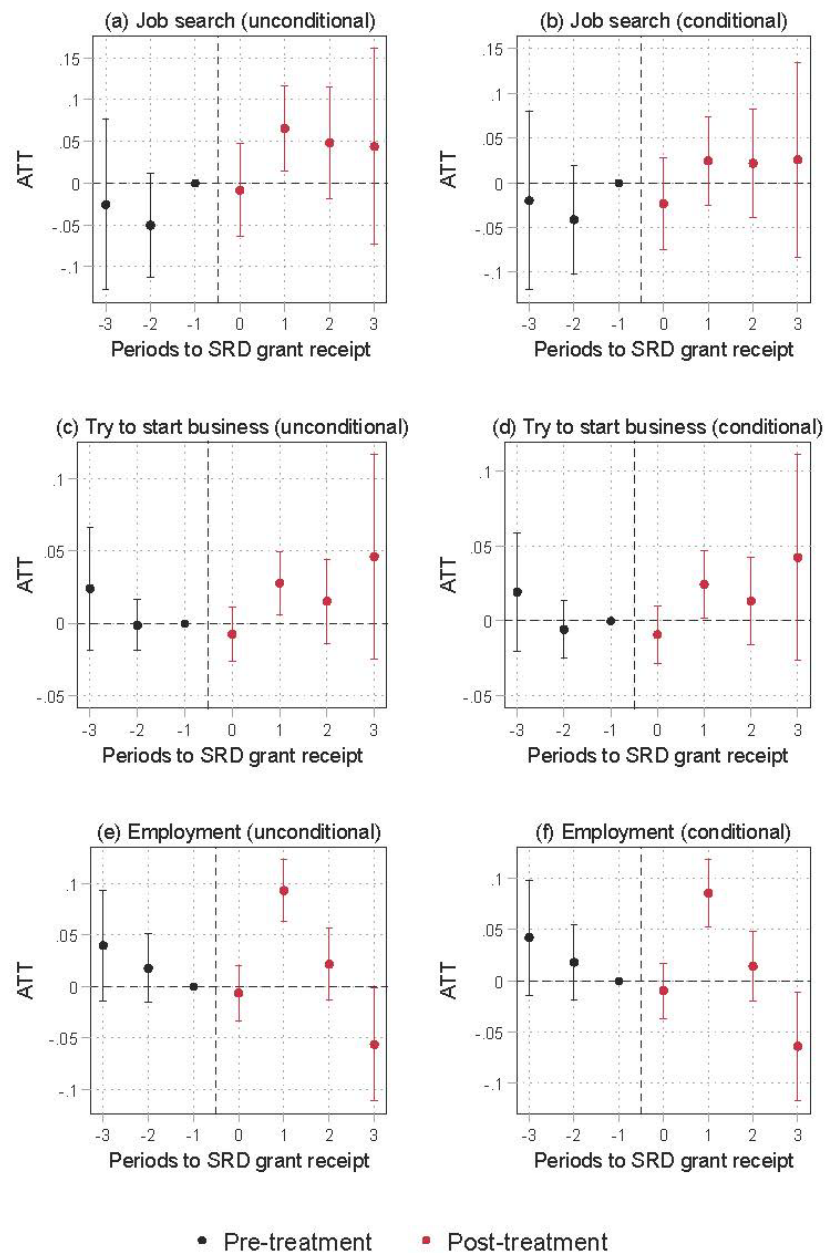 (a) Job search (unconditional)
.15
.1
.05
0
-.05
-.1
ATT
-3 -2 -1 0 1 2 3
Periods to SRD grant receipt
(b) Job search (conditional)
.15
.1
.05
0
-.05
-.1
ATT
-3 -2 -1 0 1 2 3
Periods to SRD grant receipt
(c) Try to start business (unconditional)
.1
.05
0
-.05
ATT
-3 -2 -1 0 1 2 3
Periods to SRD grant receipt
(d) Try to start business (conditional)
.1
.05
0
-.05
ATT
-3 -2 -1 0 1 2 3
Periods to SRD grant receipt
(e) Employment (unconditional)
.1
.05
0
-.05
-.1
ATT
-3 -2 -1 0 1 2 3
Periods to SRD grant receipt
(f) Employment (conditional)
.1
.05
0
-.05
-.1
ATT
-3 -2 -1 0 1 2 3
Periods to SRD grant receipt
Pre-treatment Post-treatment